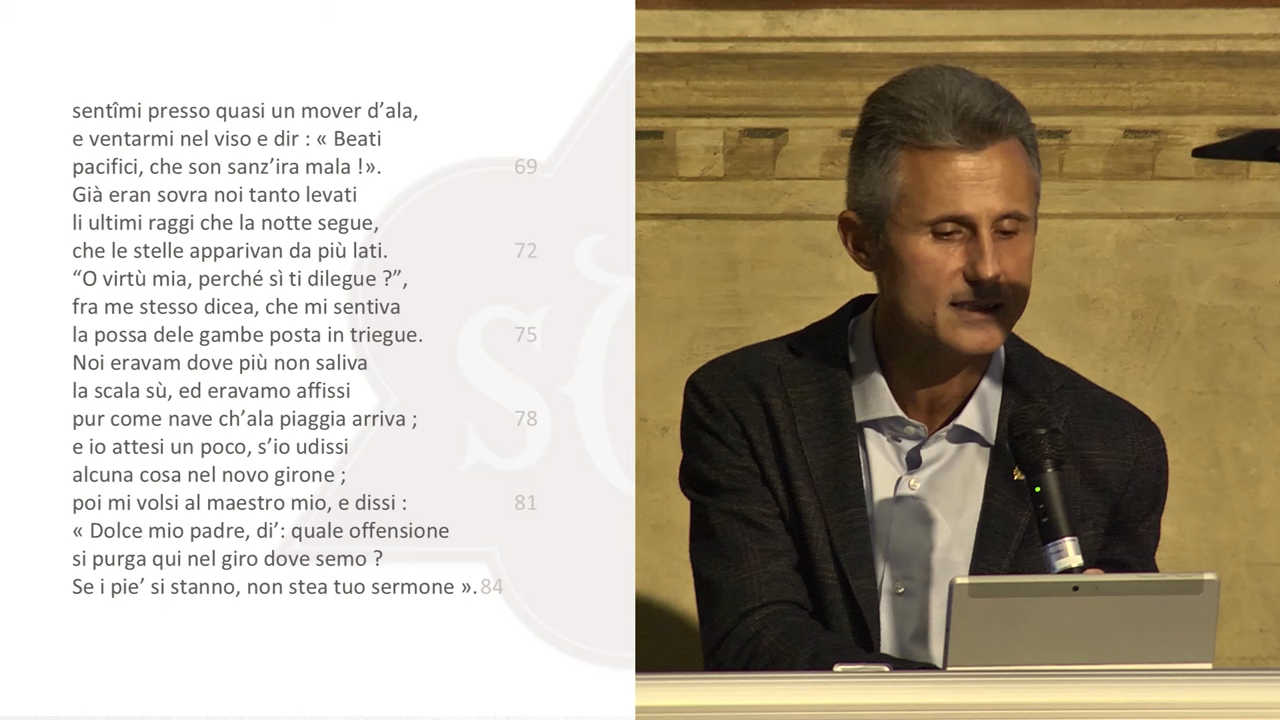 sentîmi presso quasi un mover d’ala,
e ventarmi nel viso e dir : « Beati
pacifici, che son sanz’ira mala !». 69
Già eran sovra noi tanto levati
li ultimi raggi che la notte segue,
che le stelle apparivan da più lati. 72
“O virtù mia, perché sì ti dilegue ?”,
fra me stesso dicea, che mi sentiva
la possa dele gambe posta in triegue. 75
Noi eravam dove più non saliva
la scala sù, ed eravamo affissi
pur come nave ch’ala piaggia arriva ; 78
e io attesi un poco, s’io udissi
alcuna cosa nel novo girone ;
poi mi volsi al maestro mio, e dissi : 81
« Dolce mio padre, di’: quale offensione
si purga qui nel giro dove semo ?
Se i pie’ si stanno, non stea tuo sermone ». 84